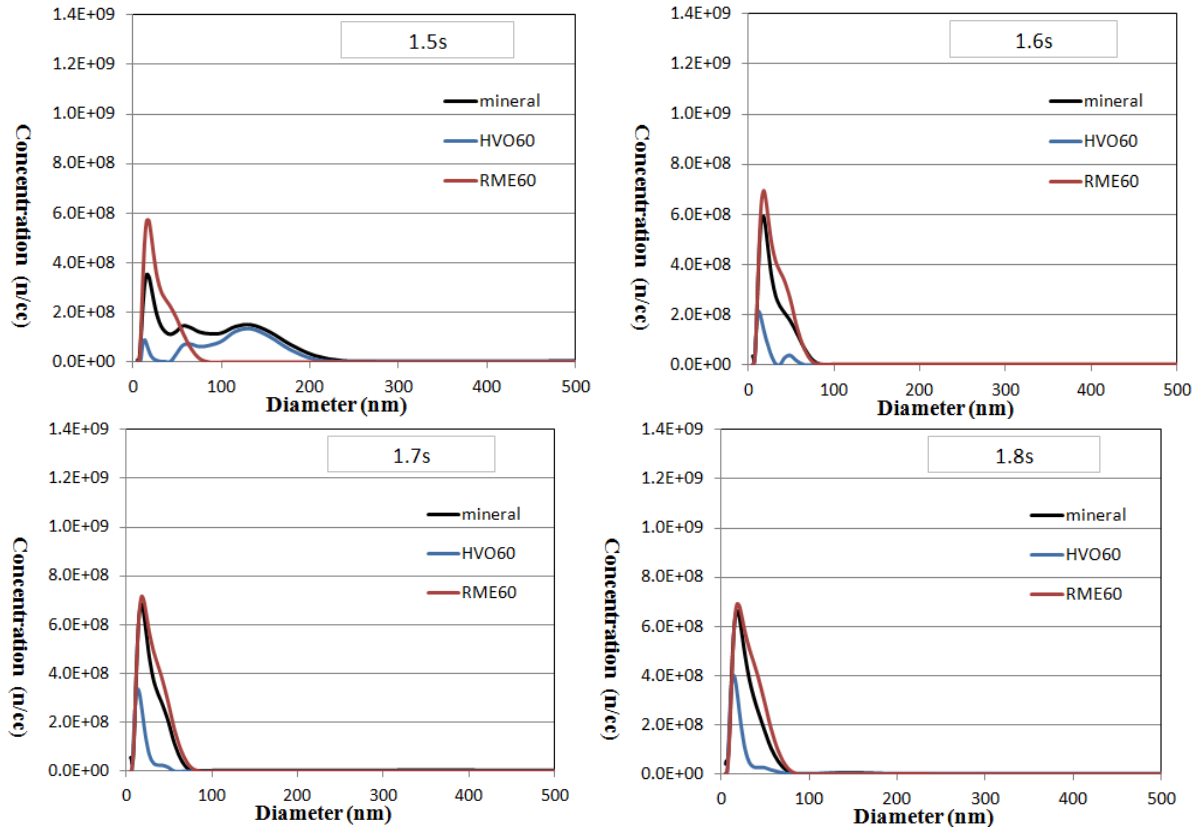 1.5s
Concentration (n/cc)
1.4E+09
1.2E+09
1.0E+09
8.0E+08
6.0E+08
4.0E+08
2.0E+08
0.0E+00
mineral
HVO60
RME60
0 100 200 300 400 500
Diameter (nm)
1.6s
Concentration (n/cc)
1.4E+09
1.2E+09
1.0E+09
8.0E+08
6.0E+08
4.0E+08
2.0E+08
0.0E+00
mineral
HVO60
RME60
0 100 200 300 400 500
Diameter (nm)
1.7s
Concentration (n/cc)
1.4E+09
1.2E+09
1.0E+09
8.0E+08
6.0E+08
4.0E+08
2.0E+08
0.0E+00
mineral
HVO60
RME60
0 100 200 300 400 500
Diameter (nm)
1.8s
Concentration (n/cc)
1.4E+09
1.2E+09
1.0E+09
8.0E+08
6.0E+08
4.0E+08
2.0E+08
0.0E+00
mineral
HVO60
RME60
0 100 200 300 400 500
Diameter (nm)